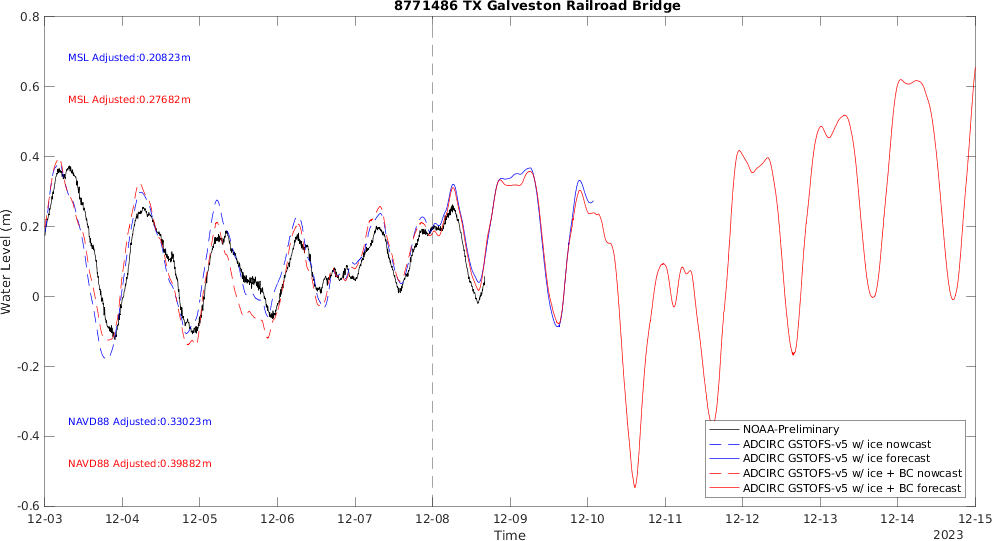 8771486 TX Galveston Railroad Bridge
0.8
0.6
0.4
0.2
0
-0.2
-0.4
-0.6
Water Level (m)
MSL Adjusted:0.20823m
MSL Adjusted:0.27682m
NAVD88 Adjusted:0.33023m
NAVD88 Adjusted:0.39882m
NOAA-Preliminary
ADCIRC GSTOFS-v5 w/ ice nowcast
ADCIRC GSTOFS-v5 w/ ice forecast
ADCIRC GSTOFS-v5 w/ ice + BC nowcast
ADCIRC GSTOFS-v5 w/ ice + BC forecast
12-03 12-04 12-05 12-06 12-07 12-08 12-09 12-10 12-11 12-12 12-13 12-14 12-15
Time
2023